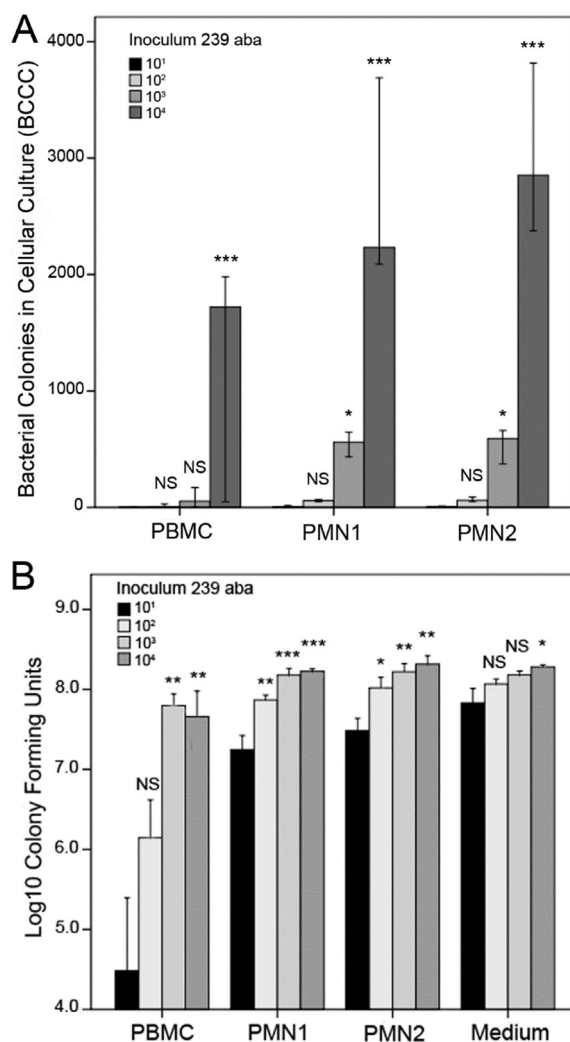 A
Bacterial Colonies in Cellular Culture (BCCC)
4000
3000
2000
1000
0
Inoculum 239 aba
10¹
10²
10³
10⁴
NS
NS
***
NS
*
***
NS
*
***
PBMC
PMN1
PMN2
B
Log10 Colony Forming Units
9.0
8.0
7.0
6.0
5.0
4.0
Inoculum 239 aba
10¹
10²
10³
10⁴
NS
**
**
**
***
***
*
**
**
NS
NS
*
PBMC
PMN1
PMN2
Medium